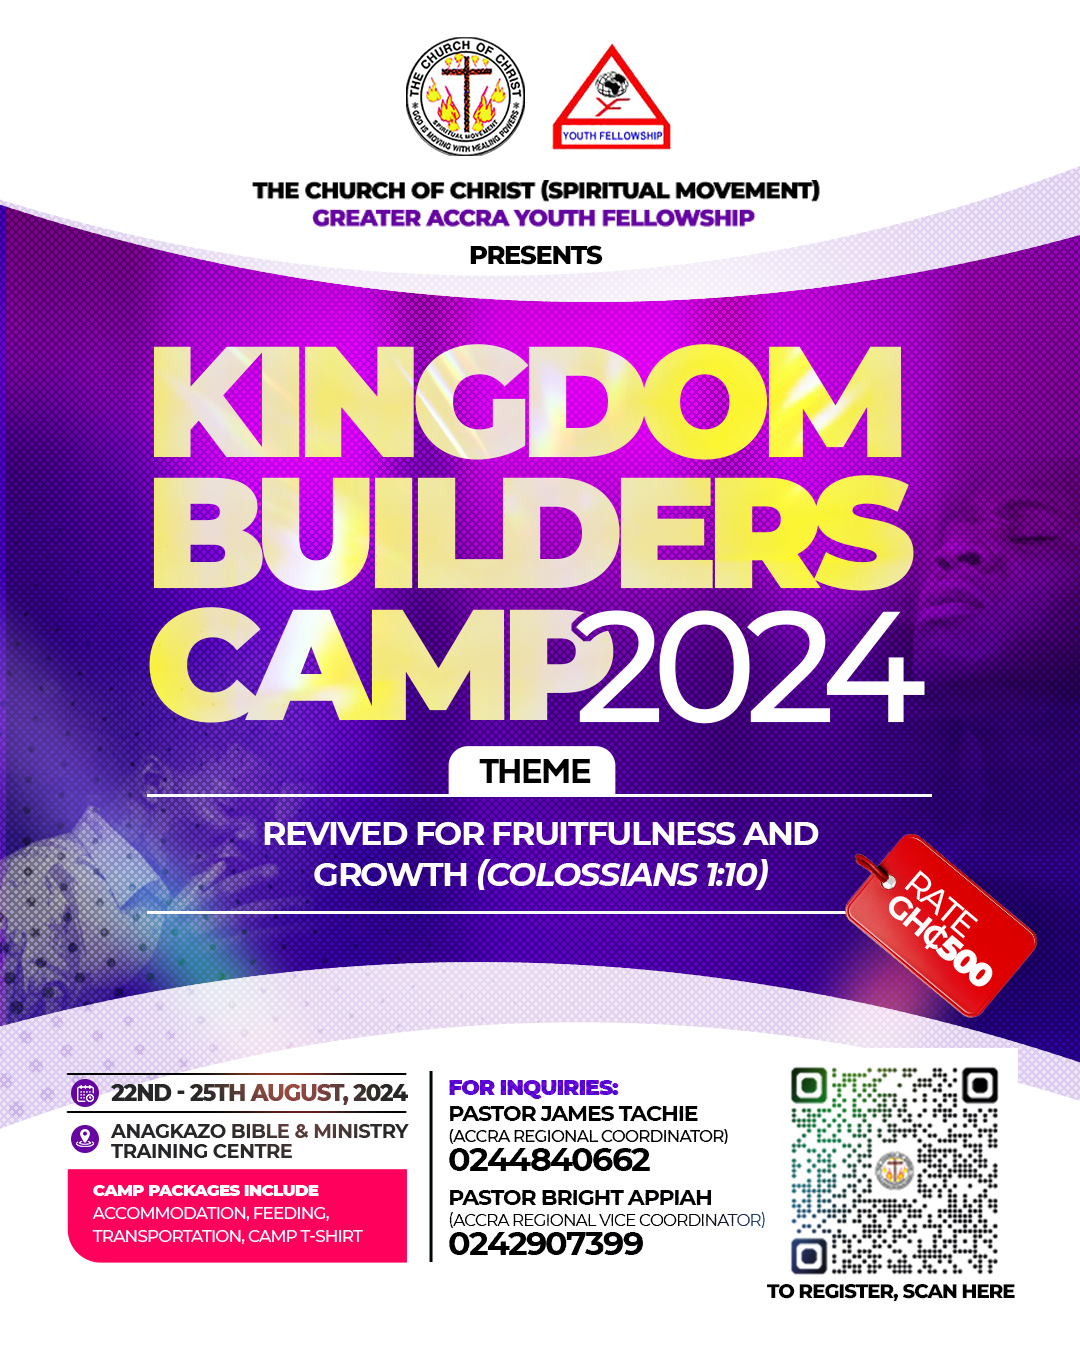 THE CHURCH OF CHRIST
SPIRITUAL MOVEMENT
GOD IS MOVING WITH HEALING POWERS
YF
YOUTH FELLOWSHIP
THE CHURCH OF CHRIST (SPIRITUAL MOVEMENT)
GREATER ACCRA YOUTH FELLOWSHIP
PRESENTS
KINGDOM
BUILDERS
CAMP 2024
THEME
REVIVED FOR FRUITFULNESS AND
GROWTH (COLOSSIANS 1:10)
RATE
GH₵500
22ND - 25TH AUGUST, 2024
ANAGKAZO BIBLE & MINISTRY
TRAINING CENTRE
CAMP PACKAGES INCLUDE
ACCOMMODATION, FEEDING,
TRANSPORTATION, CAMP T-SHIRT
FOR INQUIRIES:
PASTOR JAMES TACHIE
(ACCRA REGIONAL COORDINATOR)
0244840662
PASTOR BRIGHT APPIAH
(ACCRA REGIONAL VICE COORDINATOR)
0242907399
TO REGISTER, SCAN HERE